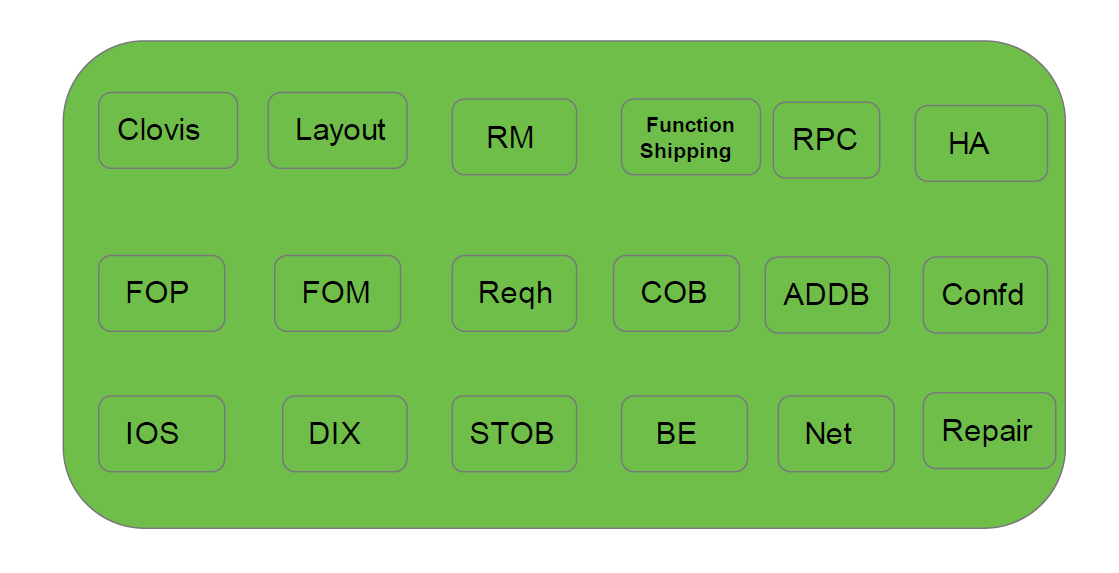 Clovis
Layout
RM
Function
Shipping
RPC
HA
FOP
FOM
Reqh
COB
ADDB
Confd
IOS
DIX
STOB
BE
Net
Repair